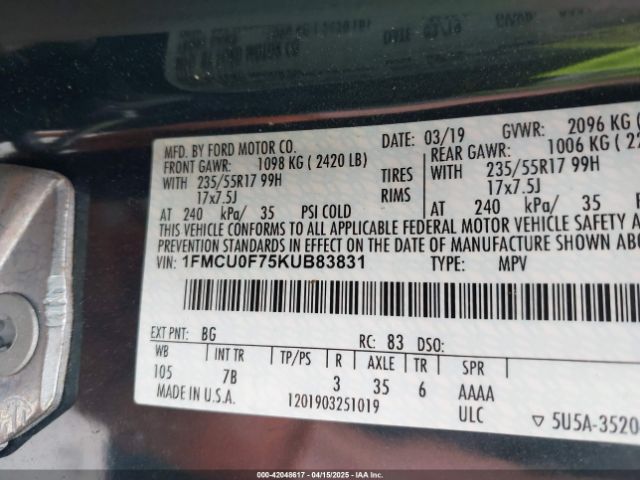 MFD. BY FORD MOTOR CO. DATE: 03/19 GVWR: 2096 KG (
FRONT GAWR: 1098 KG ( 2420 LB) REAR GAWR: 1006 KG ( 22
WITH 235/55R17 99H TIRES WITH 235/55R17 99H
17x7.5J RIMS 17x7.5J
AT 240 kPa/ 35 PSI COLD AT 240 kPa/ 35
THIS VEHICLE CONFORMS TO ALL APPLICABLE FEDERAL MOTOR VEHICLE SAFETY A
PREVENTION STANDARDS IN EFFECT ON THE DATE OF MANUFACTURE SHOWN ABO
VIN: 1FMCU0F75KUB83831 TYPE: MPV
EXT PNT: BG RC: 83 DSO:
WB INT TR TP/PS R AXLE TR SPR
105 7B 3 35 6 AAAA
MADE IN U.S.A. 1201903251019 ULC ▽ 5U5A-3520
000-42048617 - 04/15/2025 - IAAI.COM